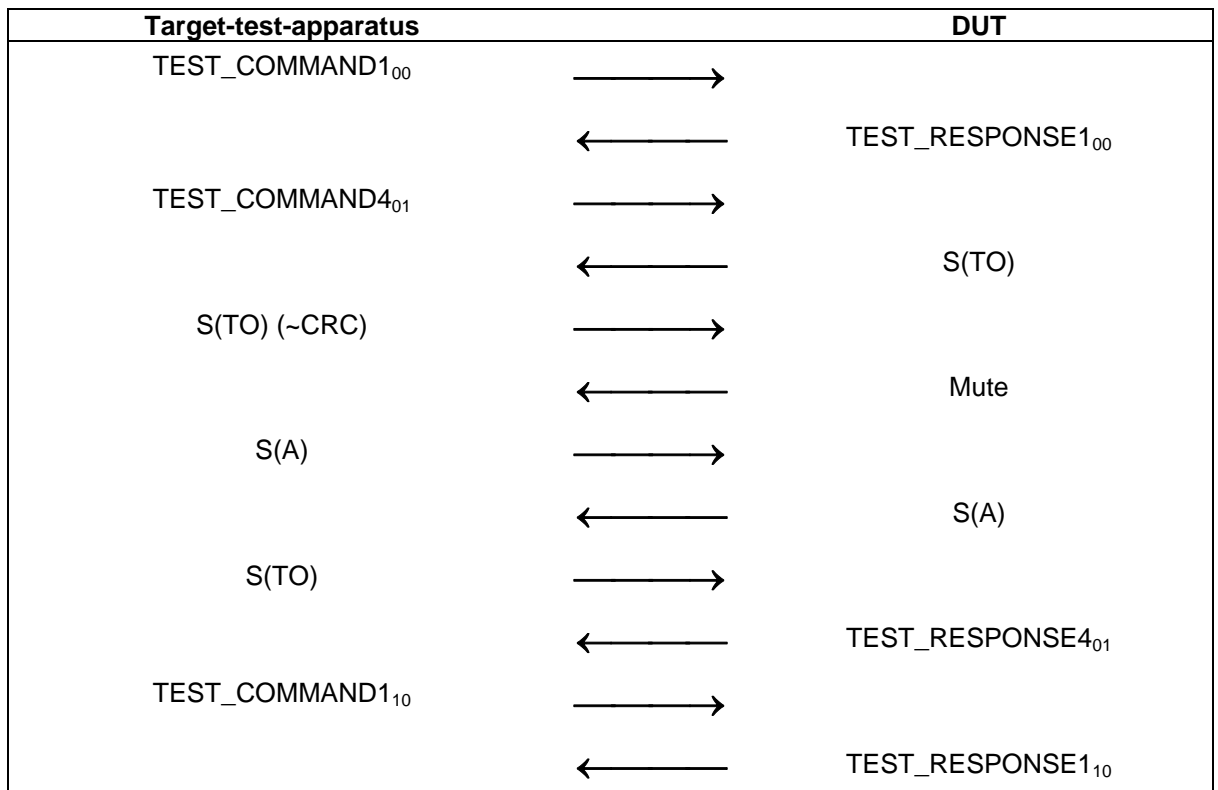 Target-test-apparatus DUT
TEST_COMMAND1₀₀
TEST_RESPONSE1₀₀
TEST_COMMAND4₀₁
S(TO)
S(TO) (~CRC)
Mute
S(A)
S(A)
S(TO)
TEST_RESPONSE4₀₁
TEST_COMMAND1₁₀
TEST_RESPONSE1₁₀